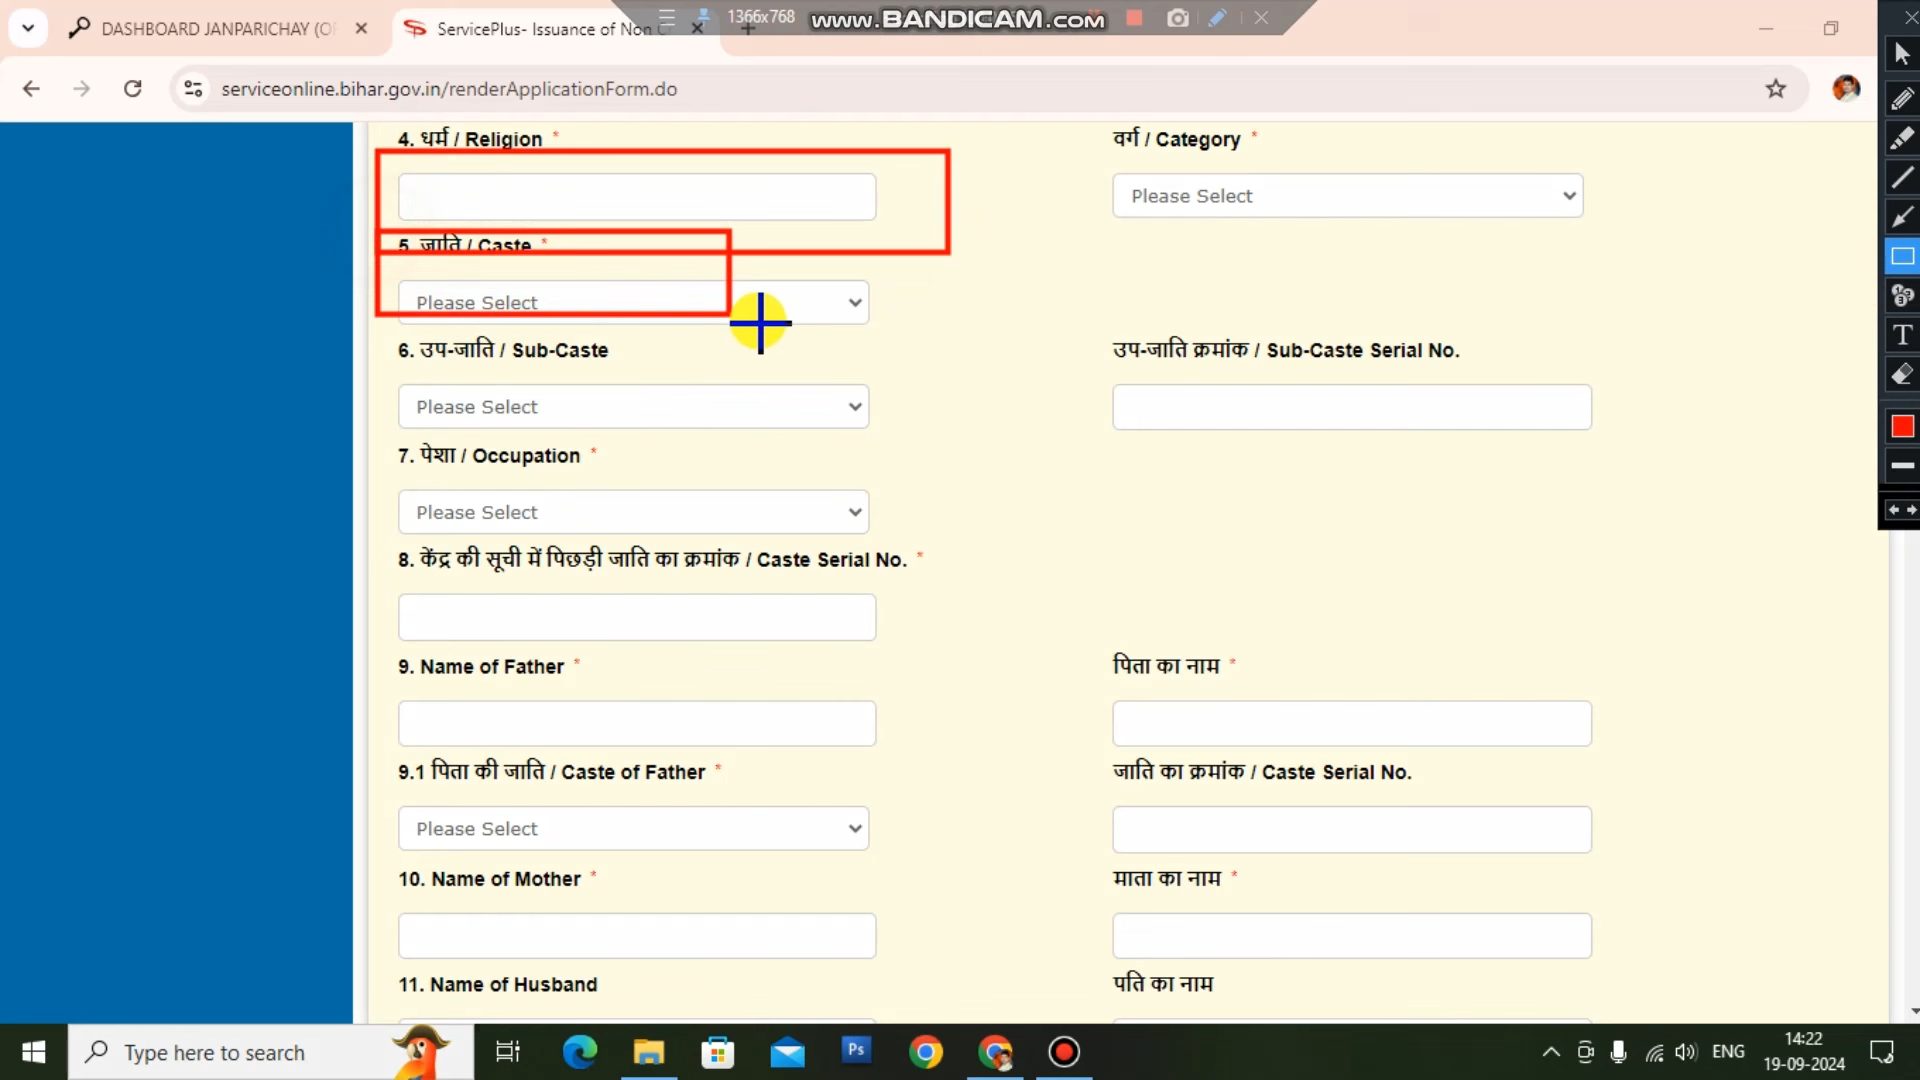 DASHBOARD JANPARICHAY (O
ServicePlus- Issuance of Non C
1366x768
www.BANDICAM.com
serviceonline.bihar.gov.in/renderApplicationForm.do
4. धर्म / Religion *
वर्ग / Category *
Please Select
5. जाति / Caste *
Please Select
6. उप-जाति / Sub-Caste
उप-जाति क्रमांक / Sub-Caste Serial No.
Please Select
7. पेशा / Occupation *
Please Select
8. केंद्र की सूची में पिछड़ी जाति का क्रमांक / Caste Serial No. *
9. Name of Father *
पिता का नाम *
9.1 पिता की जाति / Caste of Father *
जाति का क्रमांक / Caste Serial No.
Please Select
10. Name of Mother *
माता का नाम *
11. Name of Husband
पति का नाम
Type here to search
Ps
ENG
14:22
19-09-2024